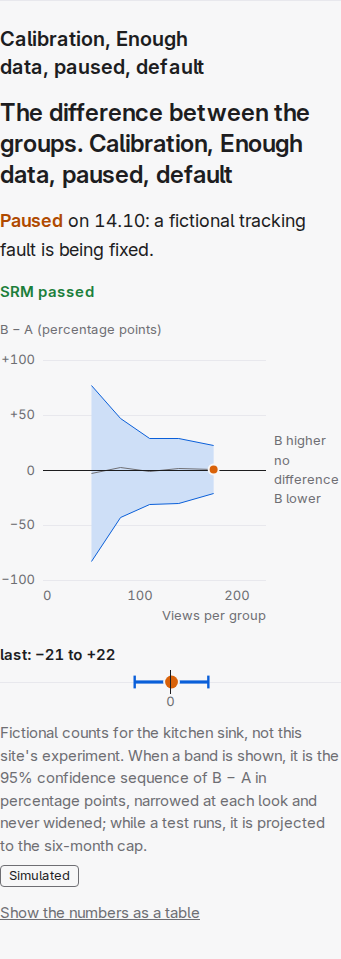 Calibration, Enough
data, paused, default
The difference between the
groups. Calibration, Enough
data, paused, default
Paused on 14.10: a fictional tracking
fault is being fixed.
SRM passed
B − A (percentage points)
+100
+50
0
−50
−100
B higher
no
difference
B lower
0 100 200
Views per group
last: −21 to +22
0
Fictional counts for the kitchen sink, not this
site's experiment. When a band is shown, it is the
95% confidence sequence of B − A in
percentage points, narrowed at each look and
never widened; while a test runs, it is projected
to the six-month cap.
Simulated
Show the numbers as a table